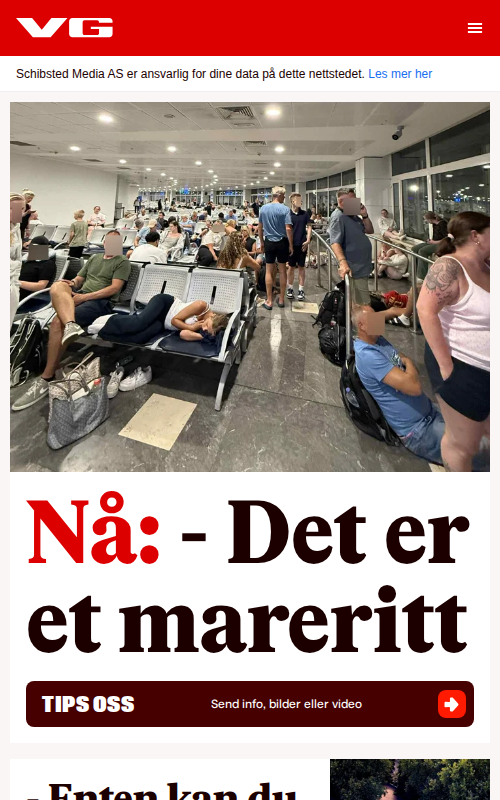 VG
Schibsted Media AS er ansvarlig for dine data på dette nettstedet. Les mer her
Nå: - Det er
et mareritt
TIPS OSS
Send info, bilder eller video
- Enten kan du